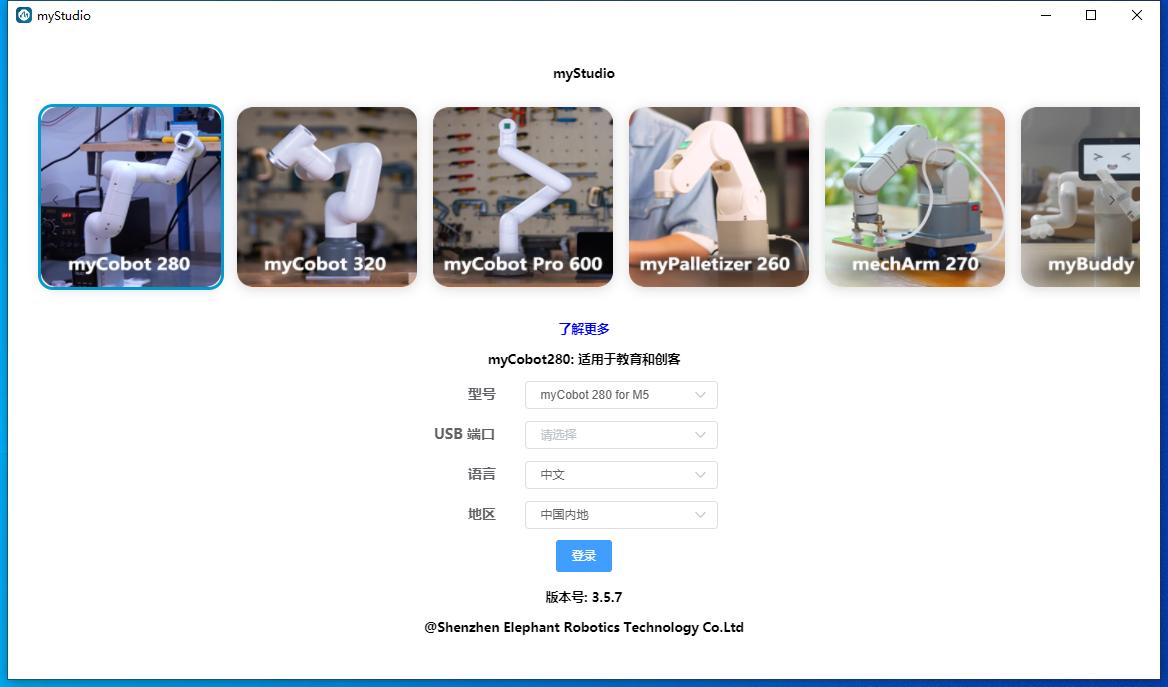 myStudio
myStudio
myCobot 280
myCobot 320
myCobot Pro 600
myPalletizer 260
mechArm 270
myBuddy
了解更多
myCobot280: 适用于教育和创客
型号 myCobot 280 for M5
USB 端口 请选择
语言 中文
地区 中国内地
登录
版本号: 3.5.7
@Shenzhen Elephant Robotics Technology Co.Ltd